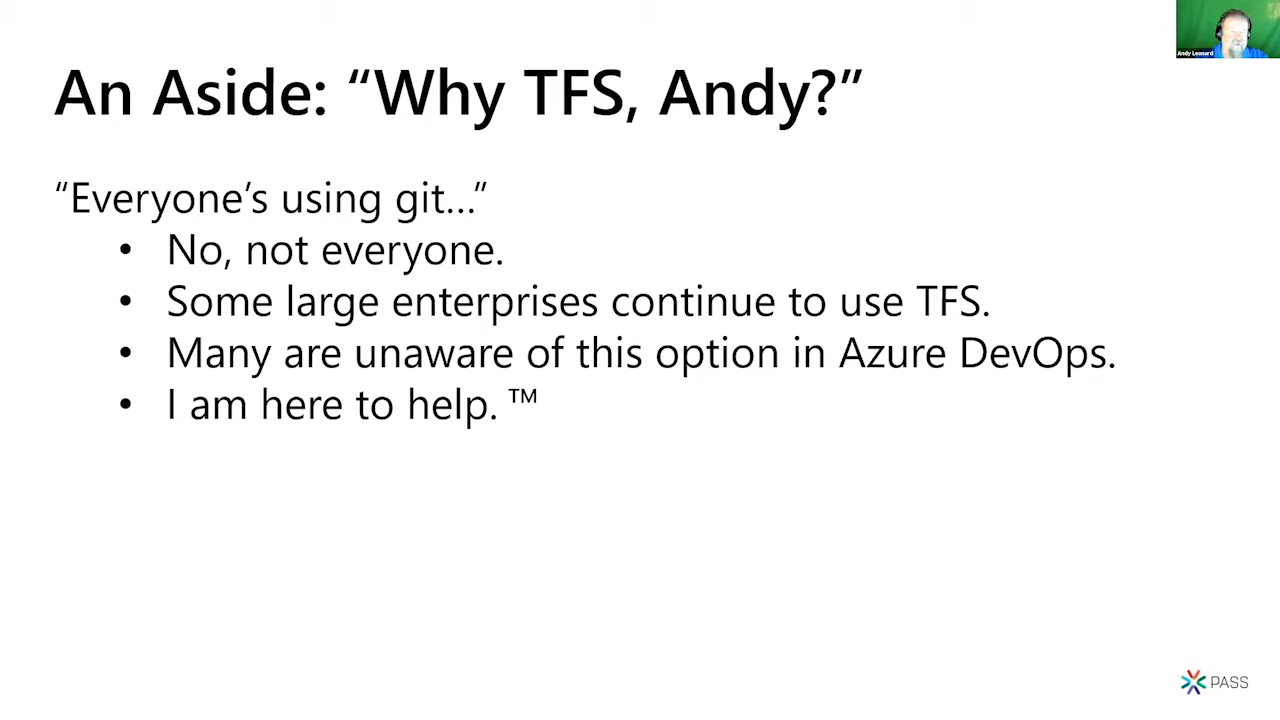 Andy Leonard
An Aside: “Why TFS, Andy?”
“Everyone’s using git…”
• No, not everyone.
• Some large enterprises continue to use TFS.
• Many are unaware of this option in Azure DevOps.
• I am here to help. ™
PASS